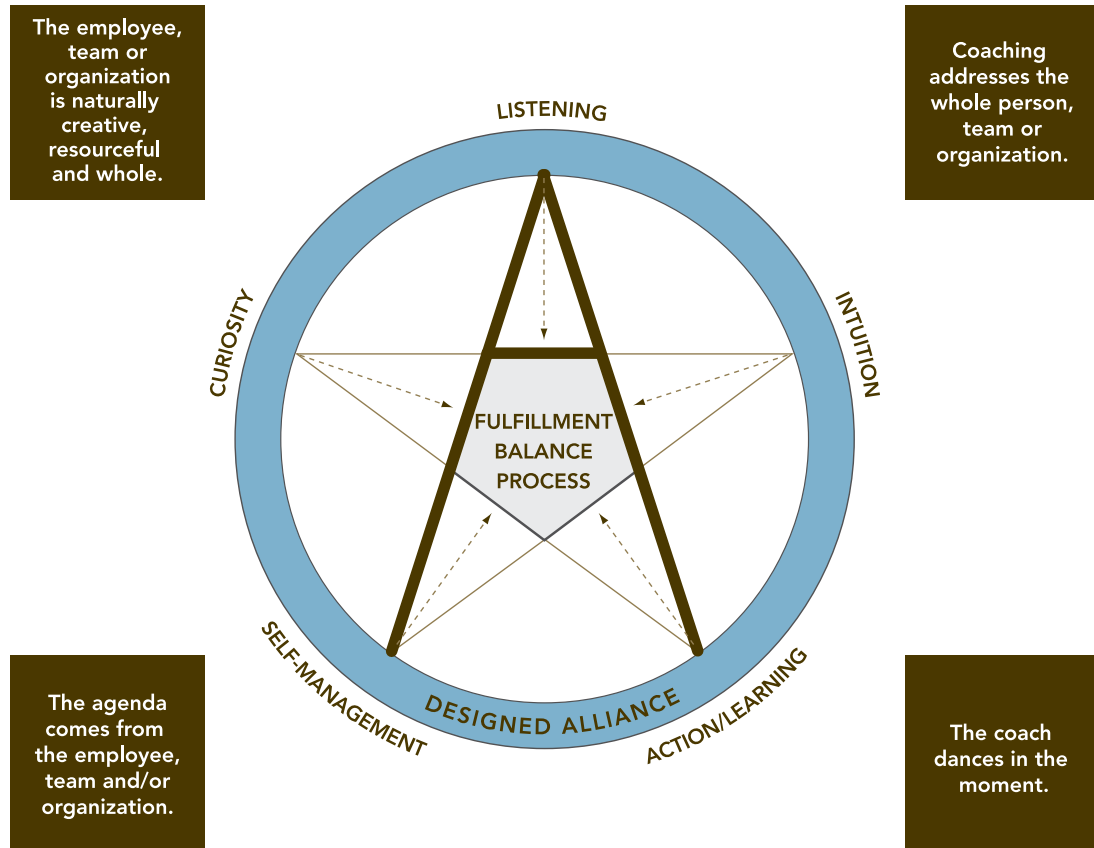 The employee,
team or
organization
is naturally
creative,
resourceful
and whole.
Coaching
addresses the
whole person,
team or
organization.
LISTENING
CURIOSITY
INTUITION
FULFILLMENT
BALANCE
PROCESS
SELF-MANAGEMENT
DESIGNED ALLIANCE
ACTION/LEARNING
The agenda
comes from
the employee,
team and/or
organization.
The coach
dances in the
moment.